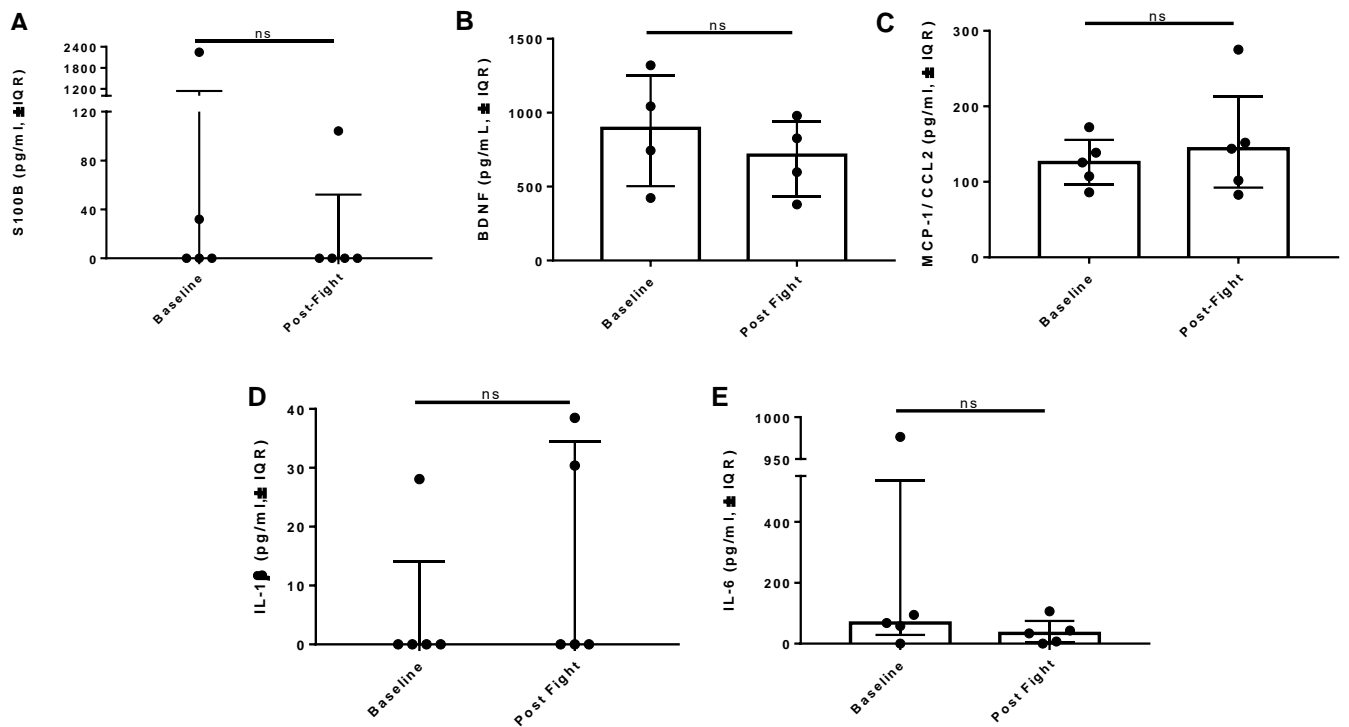 A
ns
S100B (pg/ml, ± IQR)
2400
1800
1200
120
80
40
0
Baseline
Post-Fight
B
ns
BDNF (pg/mL, ± IQR)
1500
1000
500
0
Baseline
Post Fight
C
ns
MCP-1/CCL2 (pg/ml, ± IQR)
300
200
100
0
Baseline
Post-Fight
D
ns
IL-1β (pg/ml, ± IQR)
40
30
20
10
0
Baseline
Post Fight
E
ns
IL-6 (pg/ml, ± IQR)
1000
950
400
200
0
Baseline
Post Fight